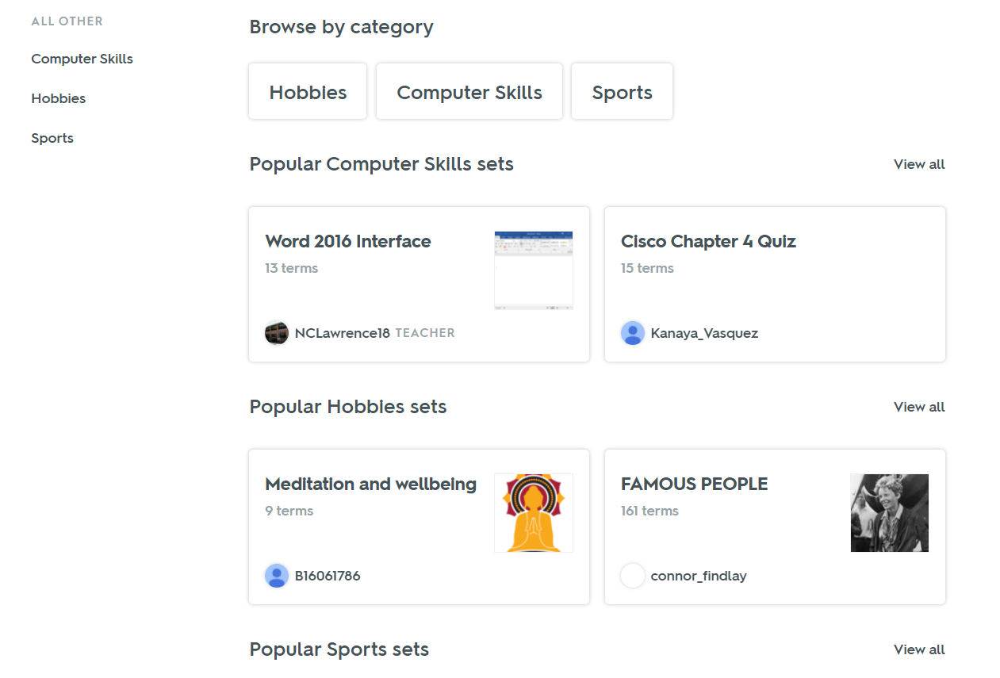 ALL OTHER
Computer Skills
Hobbies
Sports
Browse by category
Hobbies
Computer Skills
Sports
Popular Computer Skills sets
View all
Word 2016 Interface
13 terms
NCLawrence18 TEACHER
Cisco Chapter 4 Quiz
15 terms
Kanaya_Vasquez
Popular Hobbies sets
View all
Meditation and wellbeing
9 terms
B16061786
FAMOUS PEOPLE
161 terms
connor_findlay
Popular Sports sets
View all